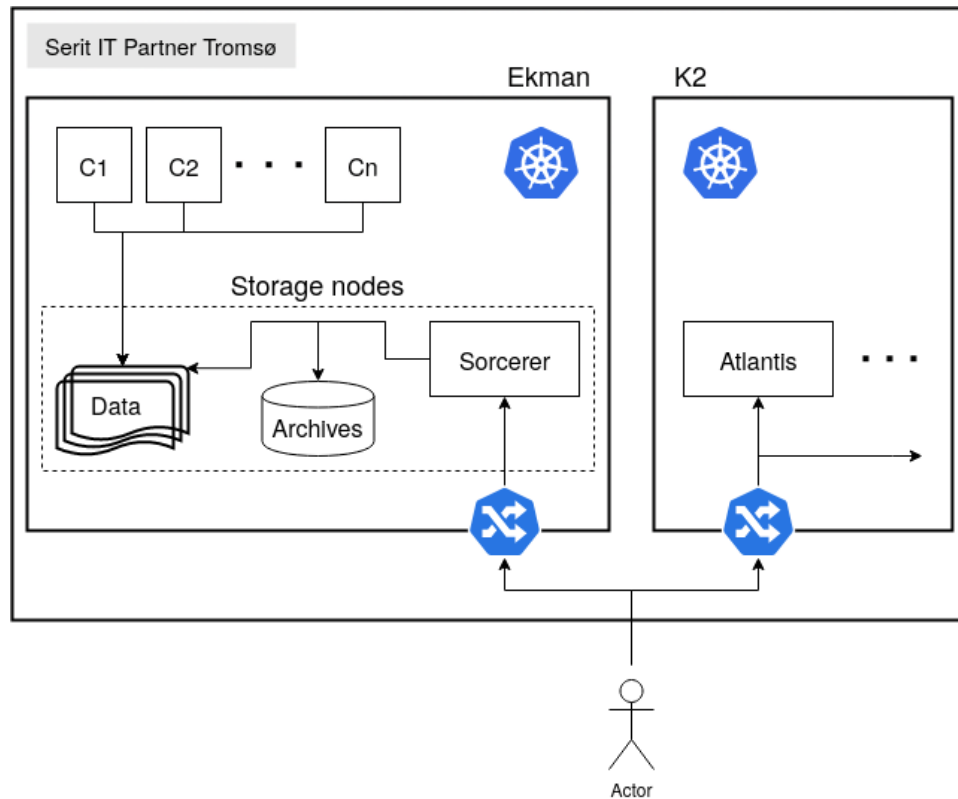 Serit IT Partner Tromsø
Ekman
K2
C1
C2
. . .
Cn
Storage nodes
Data
Archives
Sorcerer
Atlantis
. . .
Actor